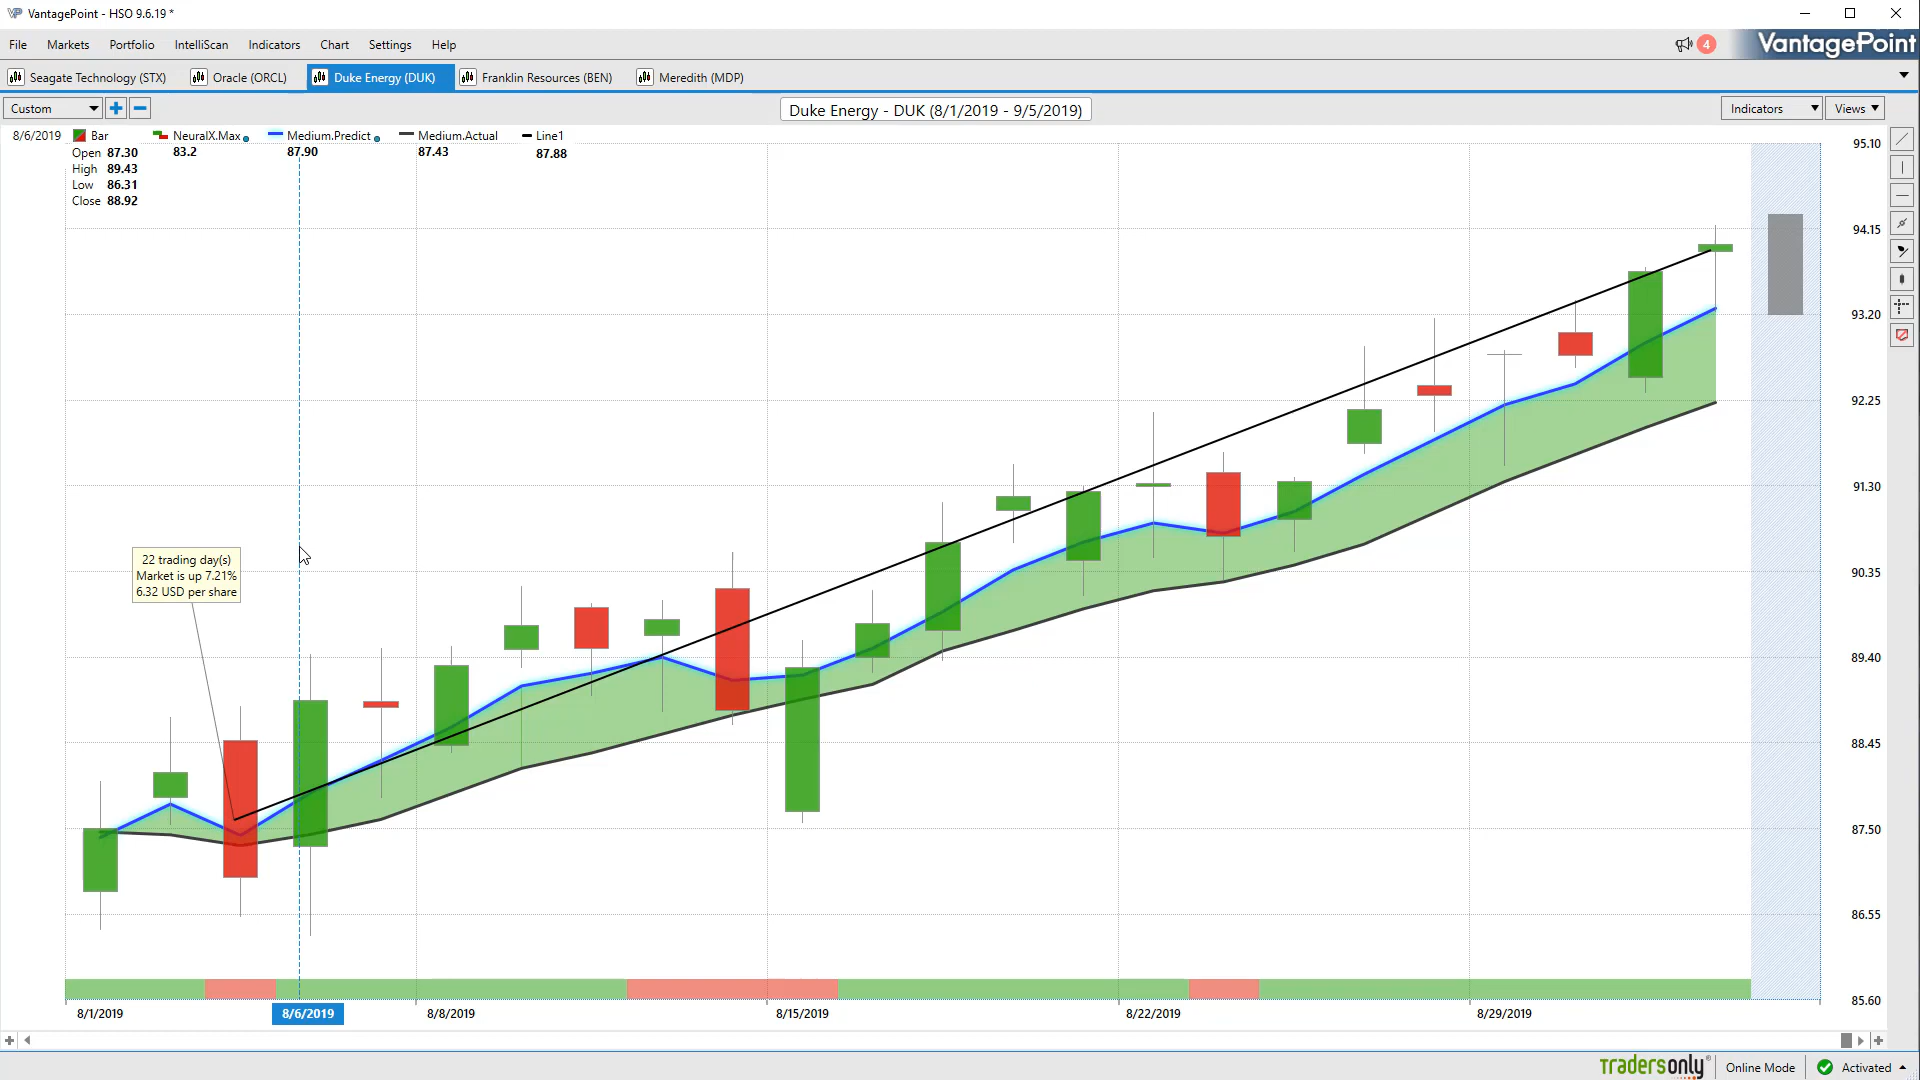 VantagePoint - HSO 9.6.19 *
File Markets Portfolio IntelliScan Indicators Chart Settings Help 4 VantagePoint
Seagate Technology (STX) Oracle (ORCL) Duke Energy (DUK) Franklin Resources (BEN) Meredith (MDP)
Custom Duke Energy - DUK (8/1/2019 - 9/5/2019) Indicators Views
8/6/2019 Bar NeuralX.Max Medium.Predict Medium.Actual Line1
Open 87.30 83.2 87.90 87.43 87.88
High 89.43
Low 86.31
Close 88.92
95.10
94.15
93.20
92.25
91.30
90.35
89.40
88.45
87.50
86.55
85.60
22 trading day(s)
Market is up 7.21%
6.32 USD per share
8/1/2019 8/6/2019 8/8/2019 8/15/2019 8/22/2019 8/29/2019
tradersonly Online Mode Activated